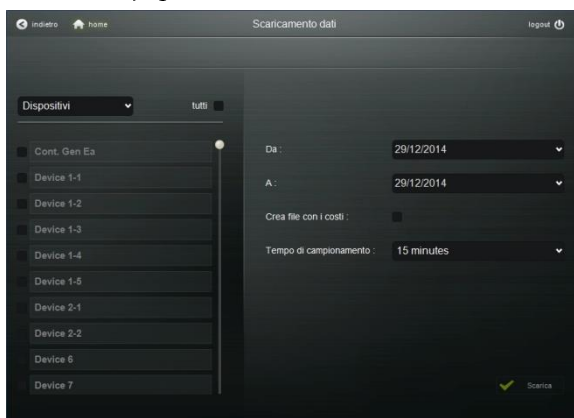 indietro home Scaricamento dati logout
Dispositivi tutti
Cont. Gen Ea
Device 1-1
Device 1-2
Device 1-3
Device 1-4
Device 1-5
Device 2-1
Device 2-2
Device 6
Device 7
Da : 29/12/2014
A : 29/12/2014
Crea file con i costi :
Tempo di campionamento : 15 minutes
Scarica